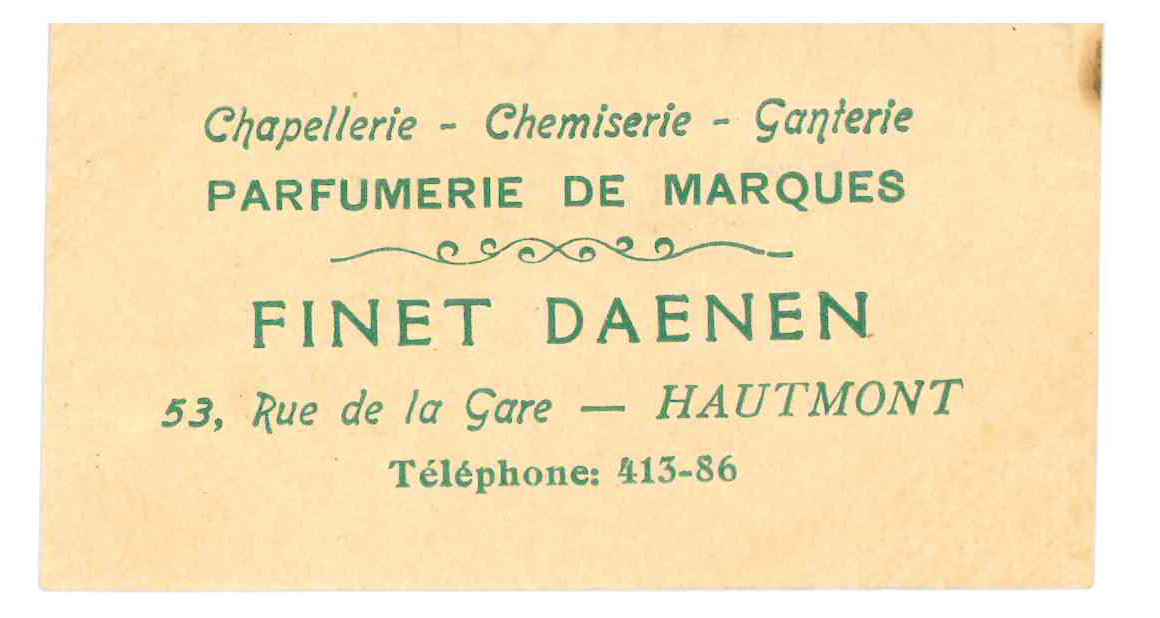 Chapellerie - Chemiserie - Ganterie
PARFUMERIE DE MARQUES
FINET DAENEN
53, Rue de la Gare — HAUTMONT
Téléphone: 413-86